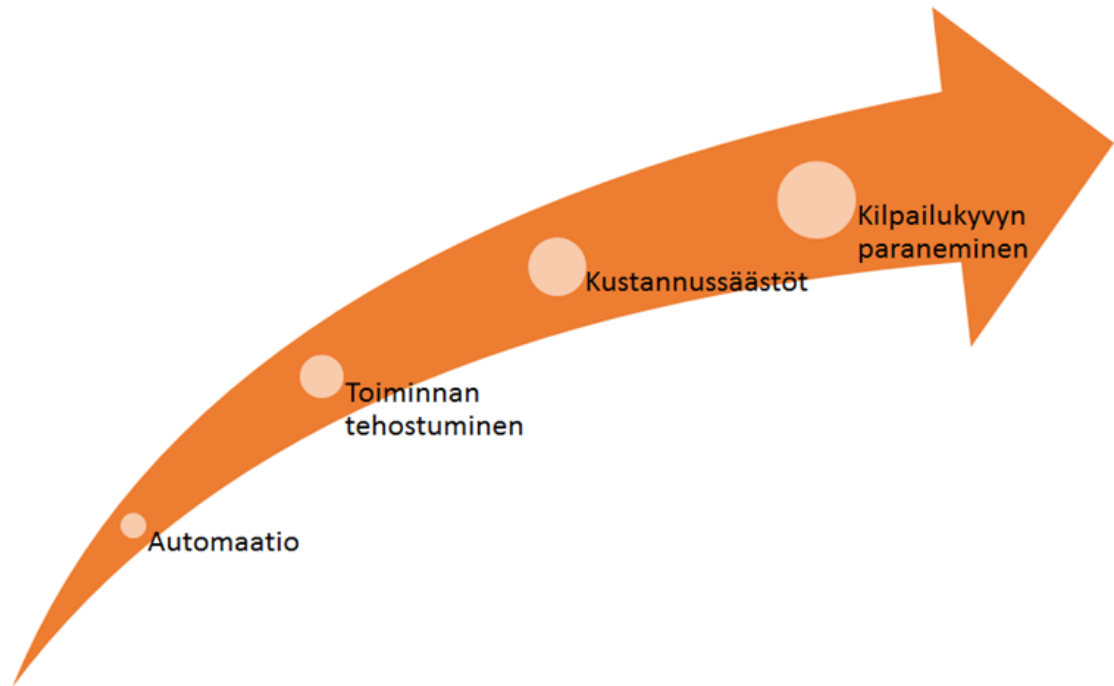 Kilpailukyvyn
paraneminen
Kustannussäästöt
Toiminnan
tehostuminen
Automaatio